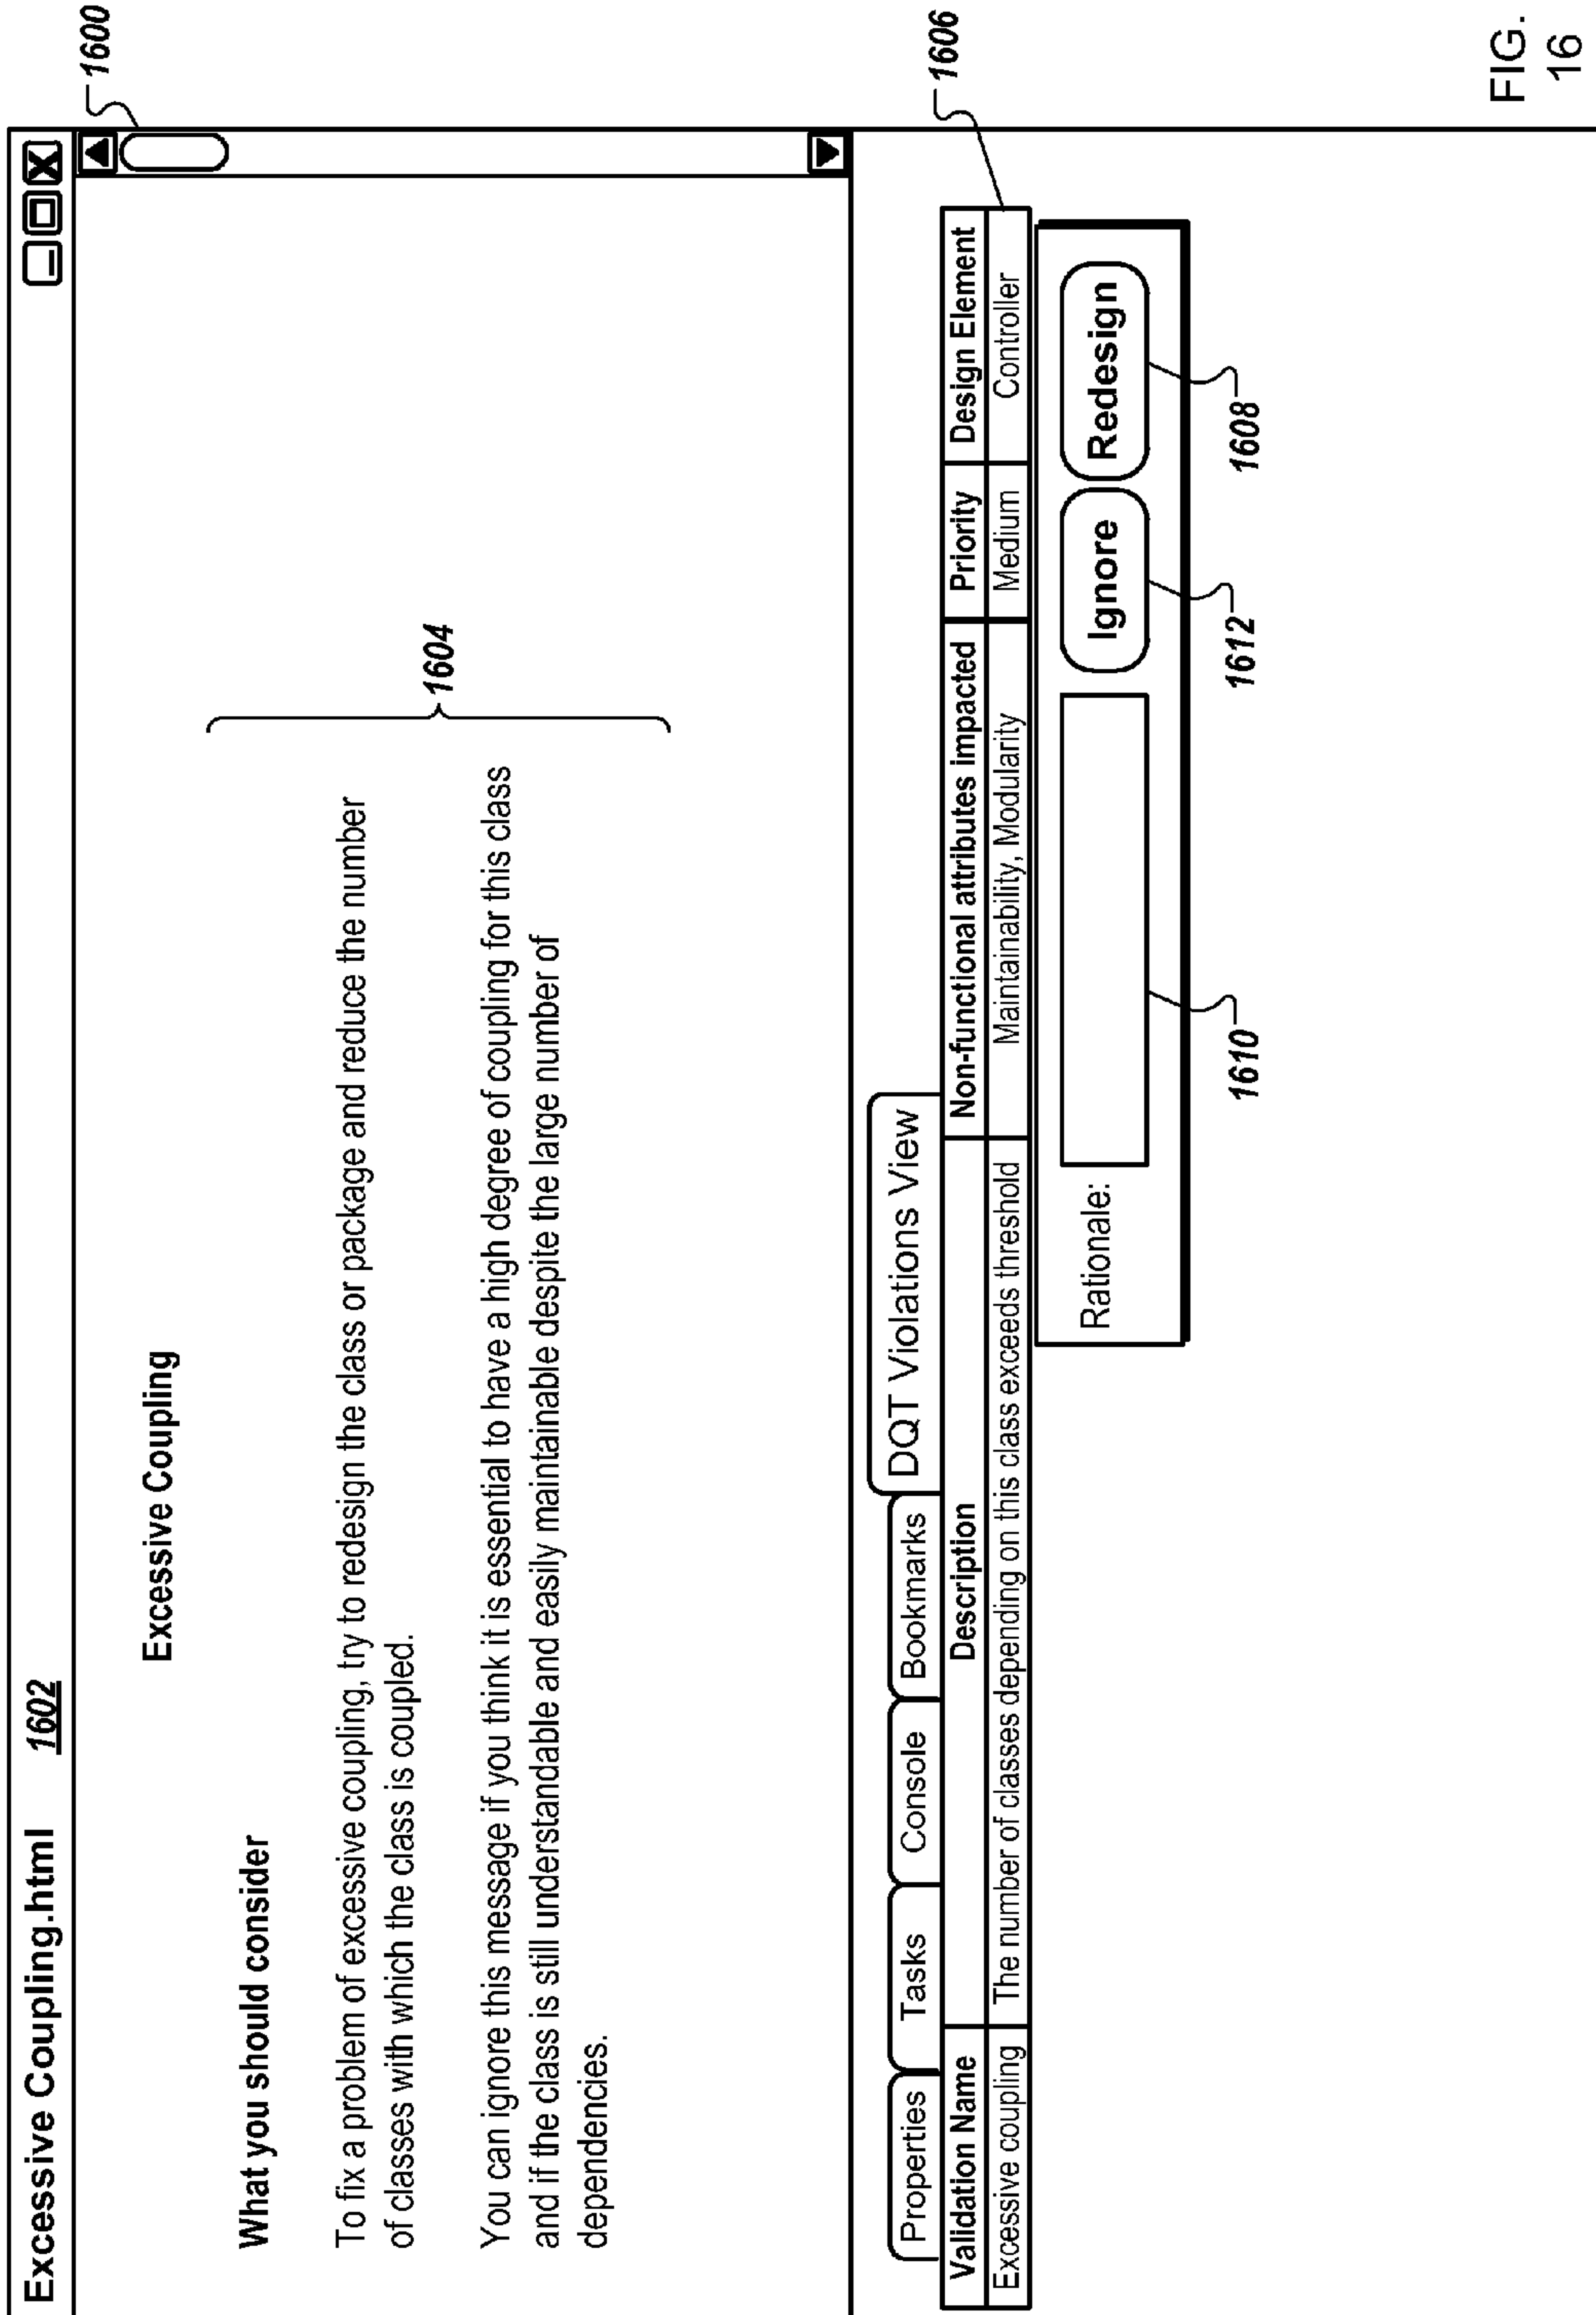 Excessive Coupling.html 1602
1600
Excessive Coupling
What you should consider
To fix a problem of excessive coupling, try to redesign the class or package and reduce the number
of classes with which the class is coupled.
1604
You can ignore this message if you think it is essential to have a high degree of coupling for this class
and if the class is still understandable and easily maintainable despite the large number of
dependencies.
Properties Tasks Console Bookmarks DQT Violations View
1606
Validation Name Description Non-functional attributes impacted Priority Design Element
Excessive coupling The number of classes depending on this class exceeds threshold Maintainability, Modularity Medium Controller
Rationale: Ignore Redesign
1610 1612 1608
FIG.
16